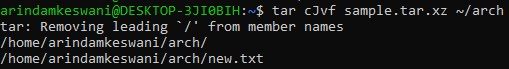 arindamkeswani@DESKTOP-3JI0BIH:~$ tar cJvf sample.tar.xz ~/arch
tar: Removing leading `/' from member names
/home/arindamkeswani/arch/
/home/arindamkeswani/arch/new.txt